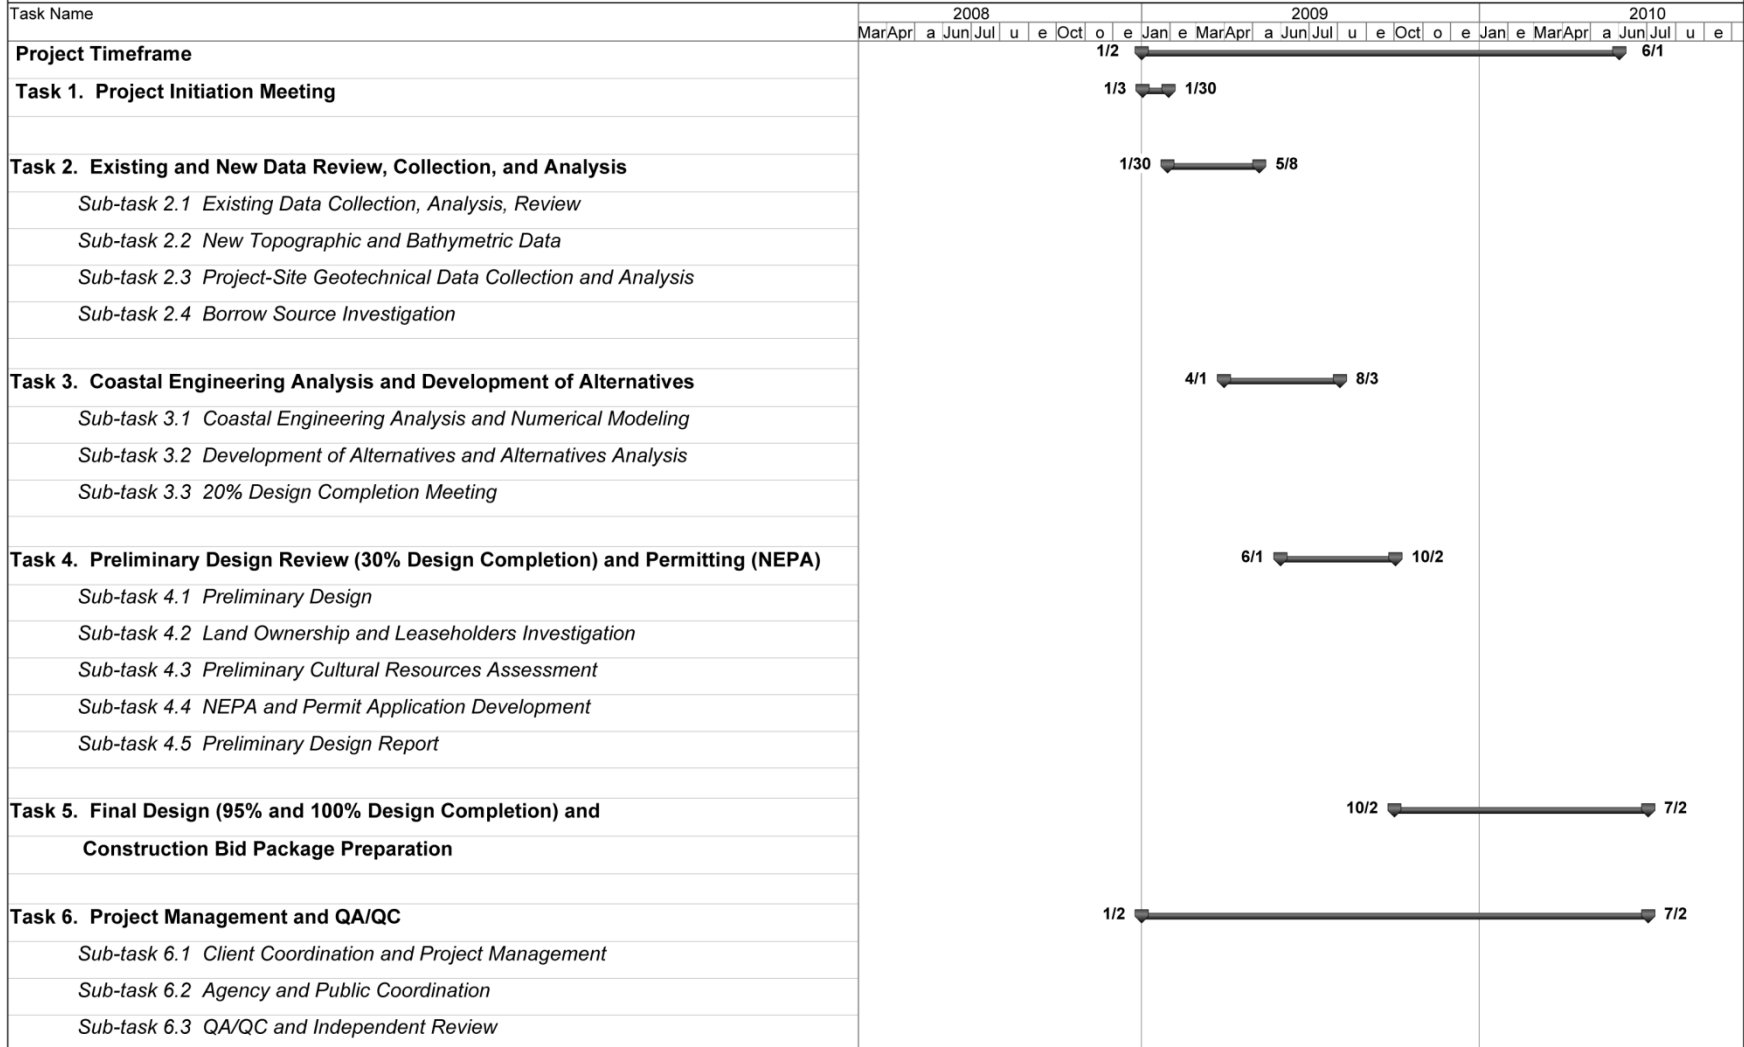 Task Name
2008 2009 2010
Mar Apr a Jun Jul u e Oct o e Jan e Mar Apr a Jun Jul u e Oct o e Jan e Mar Apr a Jun Jul u e
Project Timeframe 1/2 6/1
Task 1. Project Initiation Meeting 1/3 1/30
Task 2. Existing and New Data Review, Collection, and Analysis 1/30 5/8
Sub-task 2.1 Existing Data Collection, Analysis, Review
Sub-task 2.2 New Topographic and Bathymetric Data
Sub-task 2.3 Project-Site Geotechnical Data Collection and Analysis
Sub-task 2.4 Borrow Source Investigation
Task 3. Coastal Engineering Analysis and Development of Alternatives 4/1 8/3
Sub-task 3.1 Coastal Engineering Analysis and Numerical Modeling
Sub-task 3.2 Development of Alternatives and Alternatives Analysis
Sub-task 3.3 20% Design Completion Meeting
Task 4. Preliminary Design Review (30% Design Completion) and Permitting (NEPA) 6/1 10/2
Sub-task 4.1 Preliminary Design
Sub-task 4.2 Land Ownership and Leaseholders Investigation
Sub-task 4.3 Preliminary Cultural Resources Assessment
Sub-task 4.4 NEPA and Permit Application Development
Sub-task 4.5 Preliminary Design Report
Task 5. Final Design (95% and 100% Design Completion) and 10/2 7/2
Construction Bid Package Preparation
Task 6. Project Management and QA/QC 1/2 7/2
Sub-task 6.1 Client Coordination and Project Management
Sub-task 6.2 Agency and Public Coordination
Sub-task 6.3 QA/QC and Independent Review